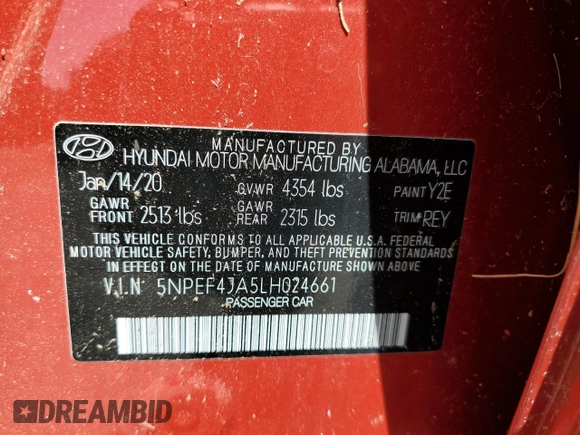 MANUFACTURED BY
HYUNDAI MOTOR MANUFACTURING ALABAMA, LLC
Jan/14/20 GVWR 4354 lbs PAINT Y2E
GAWR FRONT 2513 lbs GAWR REAR 2315 lbs TRIM REY
THIS VEHICLE CONFORMS TO ALL APPLICABLE U.S.A. FEDERAL
MOTOR VEHICLE SAFETY, BUMPER, AND THEFT PREVENTION STANDARDS
IN EFFECT ON THE DATE OF MANUFACTURE SHOWN ABOVE
V.I.N 5NPEF4JA5LH024661
PASSENGER CAR
DREAMBID